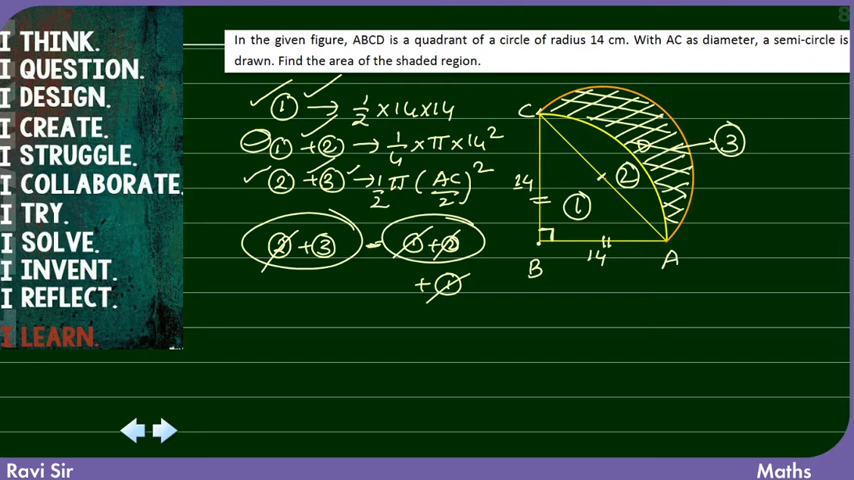 8
In the given figure, ABCD is a quadrant of a circle of radius 14 cm. With AC as diameter, a semi-circle is
drawn. Find the area of the shaded region.
I THINK.
I QUESTION.
I DESIGN.
I CREATE.
I STRUGGLE.
I COLLABORATE.
I TRY.
I SOLVE.
I INVENT.
I REFLECT.
I LEARN.
① → 1/2 × 14 × 14
① + ② → 1/4 × π × 14²
② + ③ → 1/2 π (AC/2)²
② + ③ - ① + ②
+ ①
C
D
③
②
14
①
B
14
A
Ravi Sir
Maths